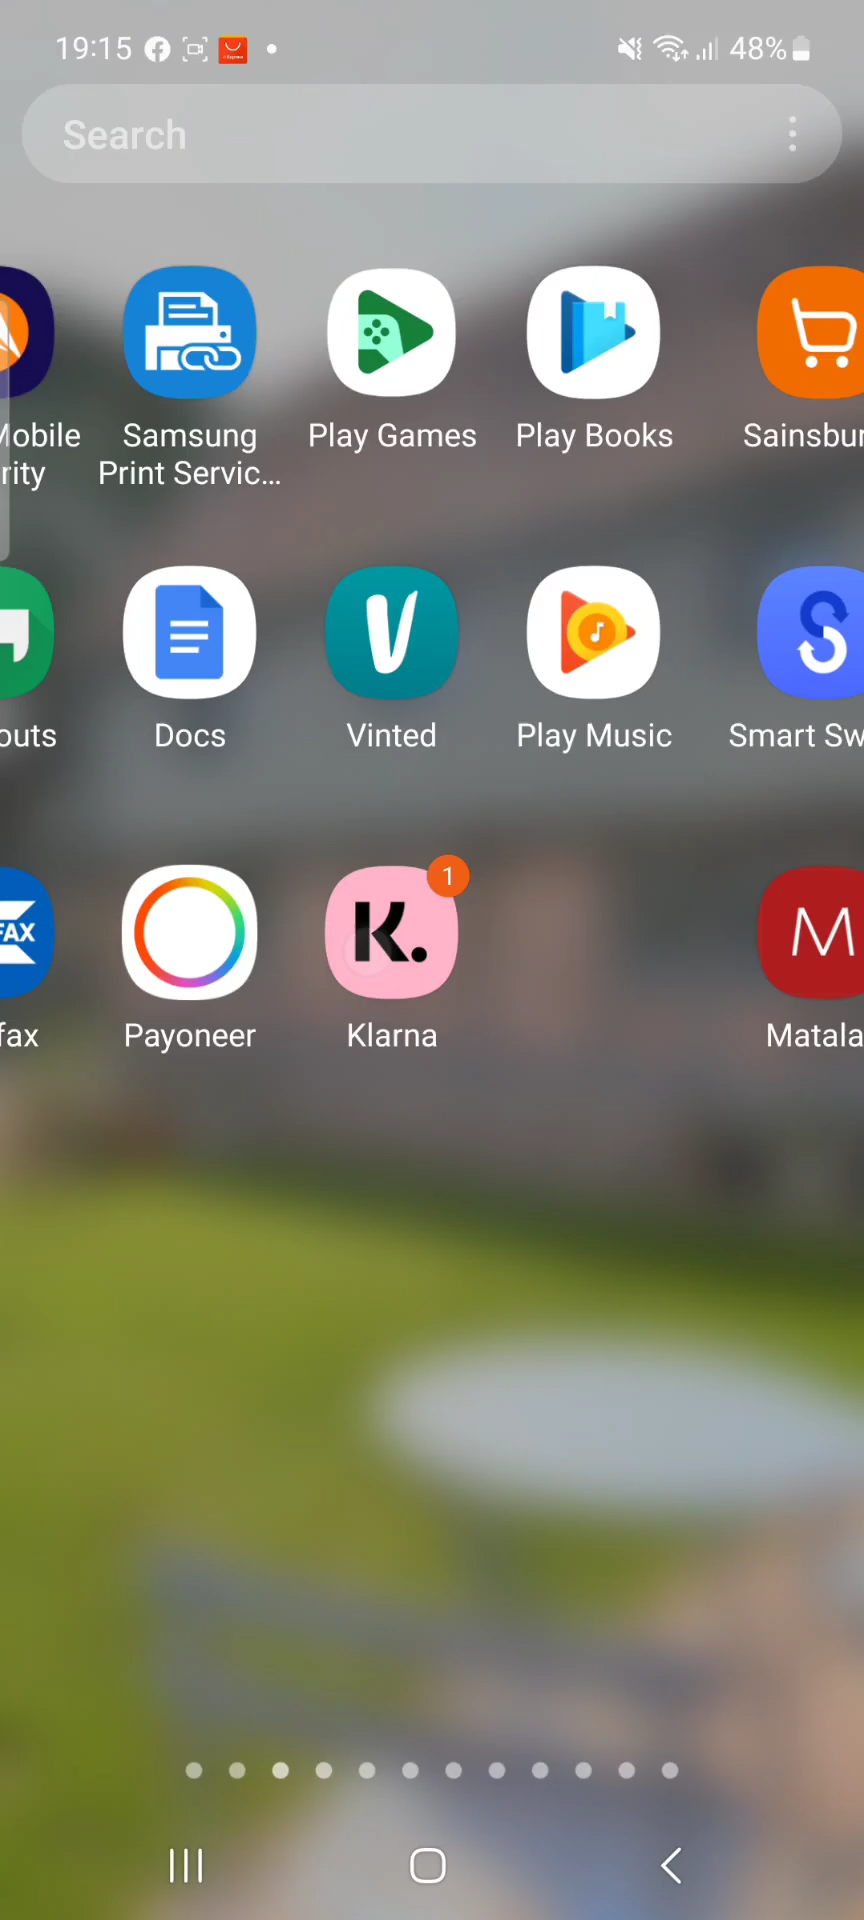 19:15
48%
Search
Mobile
rity
Samsung
Print Servic...
Play Games
Play Books
Sainsbur
outs
Docs
Vinted
Play Music
Smart Sw
FAX
fax
Payoneer
K.
1
Klarna
M
Matala